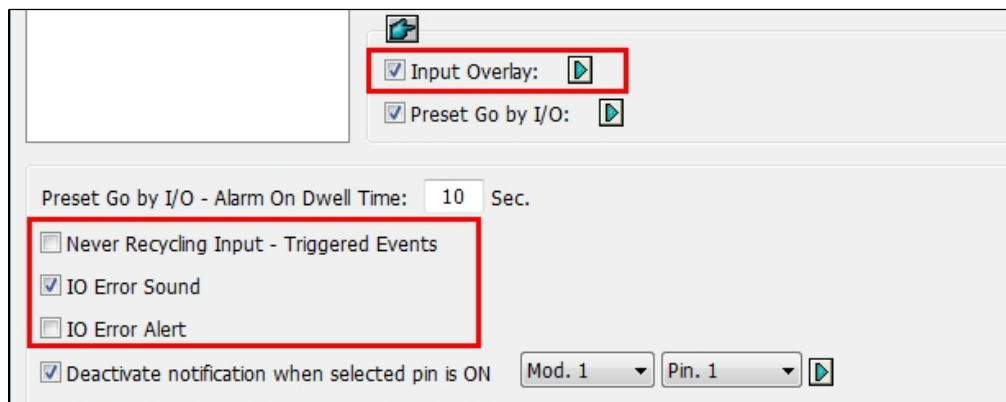 Input Overlay:
Preset Go by I/O:
Preset Go by I/O - Alarm On Dwell Time: 10 Sec.
Never Recycling Input - Triggered Events
IO Error Sound
IO Error Alert
Deactivate notification when selected pin is ON Mod. 1 Pin. 1